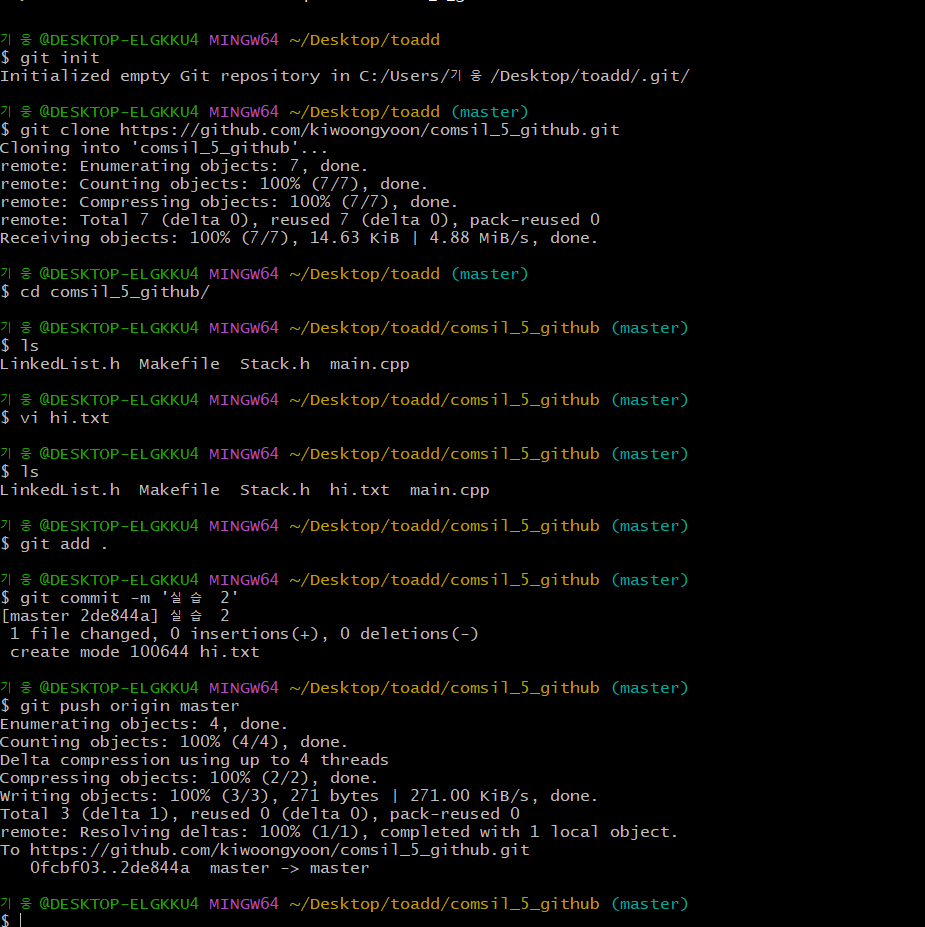 기웅@DESKTOP-ELGKKU4 MINGW64 ~/Desktop/toadd
$ git init
Initialized empty Git repository in C:/Users/기웅/Desktop/toadd/.git/
기웅@DESKTOP-ELGKKU4 MINGW64 ~/Desktop/toadd (master)
$ git clone https://github.com/kiwoongyoon/comsil_5_github.git
Cloning into 'comsil_5_github'...
remote: Enumerating objects: 7, done.
remote: Counting objects: 100% (7/7), done.
remote: Compressing objects: 100% (7/7), done.
remote: Total 7 (delta 0), reused 7 (delta 0), pack-reused 0
Receiving objects: 100% (7/7), 14.63 KiB | 4.88 MiB/s, done.
기웅@DESKTOP-ELGKKU4 MINGW64 ~/Desktop/toadd (master)
$ cd comsil_5_github/
기웅@DESKTOP-ELGKKU4 MINGW64 ~/Desktop/toadd/comsil_5_github (master)
$ ls
LinkedList.h  Makefile  Stack.h  main.cpp
기웅@DESKTOP-ELGKKU4 MINGW64 ~/Desktop/toadd/comsil_5_github (master)
$ vi hi.txt
기웅@DESKTOP-ELGKKU4 MINGW64 ~/Desktop/toadd/comsil_5_github (master)
$ ls
LinkedList.h  Makefile  Stack.h  hi.txt  main.cpp
기웅@DESKTOP-ELGKKU4 MINGW64 ~/Desktop/toadd/comsil_5_github (master)
$ git add .
기웅@DESKTOP-ELGKKU4 MINGW64 ~/Desktop/toadd/comsil_5_github (master)
$ git commit -m '실습 2'
[master 2de844a] 실습 2
 1 file changed, 0 insertions(+), 0 deletions(-)
 create mode 100644 hi.txt
기웅@DESKTOP-ELGKKU4 MINGW64 ~/Desktop/toadd/comsil_5_github (master)
$ git push origin master
Enumerating objects: 4, done.
Counting objects: 100% (4/4), done.
Delta compression using up to 4 threads
Compressing objects: 100% (2/2), done.
Writing objects: 100% (3/3), 271 bytes | 271.00 KiB/s, done.
Total 3 (delta 1), reused 0 (delta 0), pack-reused 0
remote: Resolving deltas: 100% (1/1), completed with 1 local object.
To https://github.com/kiwoongyoon/comsil_5_github.git
   0fcbf03..2de844a  master -> master
기웅@DESKTOP-ELGKKU4 MINGW64 ~/Desktop/toadd/comsil_5_github (master)
$